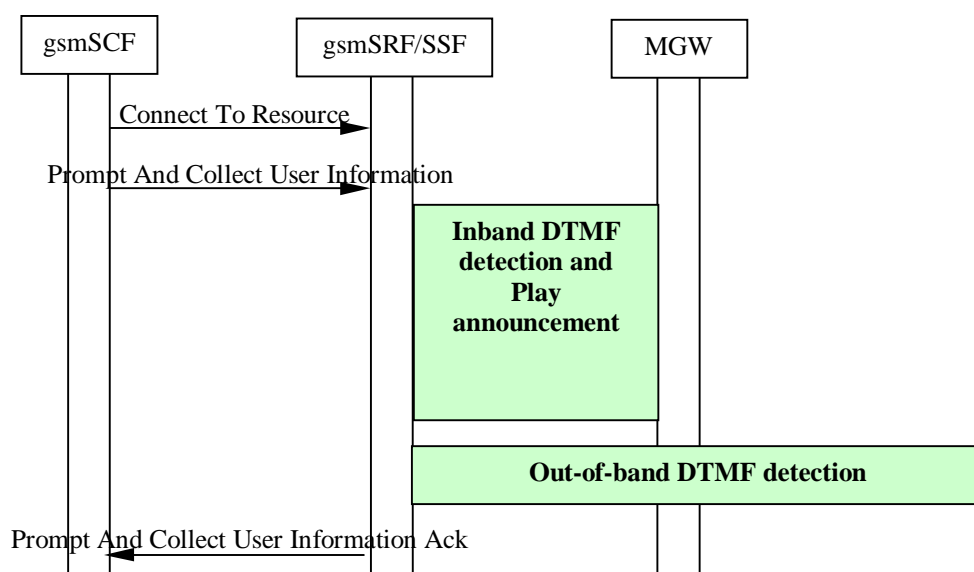 gsmSCF
gsmSRF/SSF
MGW
Connect To Resource
Prompt And Collect User Information
Inband DTMF
detection and
Play
announcement
Out-of-band DTMF detection
Prompt And Collect User Information Ack